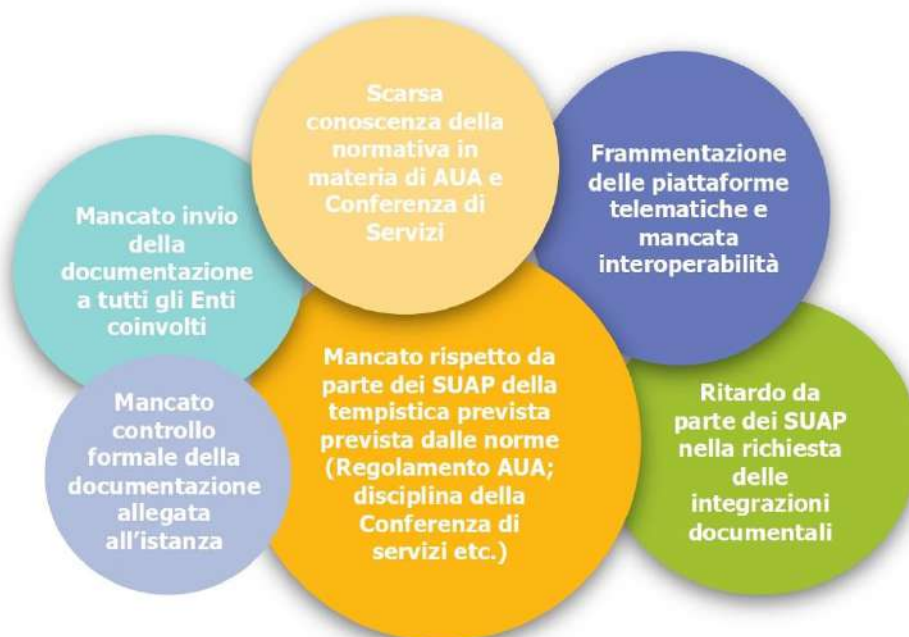 Scarsa
conoscenza della
normativa in
materia di AUA e
Conferenza di
Servizi
Frammentazione
delle piattaforme
telematiche e
mancata
interoperabilità
Mancato invio
della
documentazione
a tutti gli Enti
coinvolti
Mancato rispetto da
parte dei SUAP della
tempistica prevista
prevista dalle norme
(Regolamento AUA;
disciplina della
Conferenza di
servizi etc.)
Ritardo da
parte dei SUAP
nella richiesta
delle
integrazioni
documentali
Mancato
controllo
formale della
documentazione
allegata
all'istanza